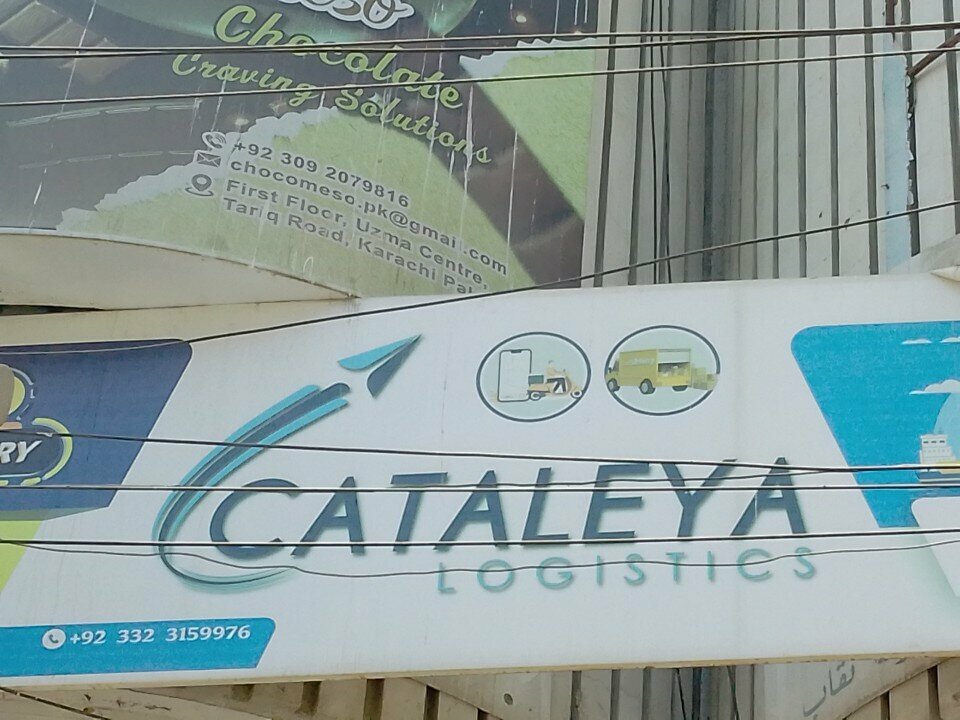 Chocolate
Craving Solutions
+92 309 2079816
chocomeso.pk@gmail.com
First Floor, Uzma Centre,
Tariq Road, Karachi
RY
CATALEYA
LOGISTICS
+92 332 3159976